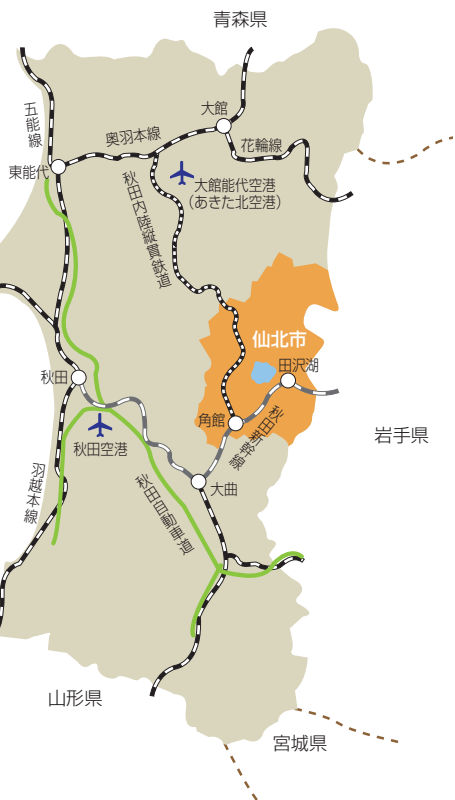 青森県
大館
五能線
奥羽本線
花輪線
東能代
大館能代空港
(あきた北空港)
秋田内陸縦貫鉄道
仙北市
田沢湖
秋田
角館
秋田新幹線
岩手県
秋田空港
羽越本線
秋田自動車道
大曲
山形県
宮城県